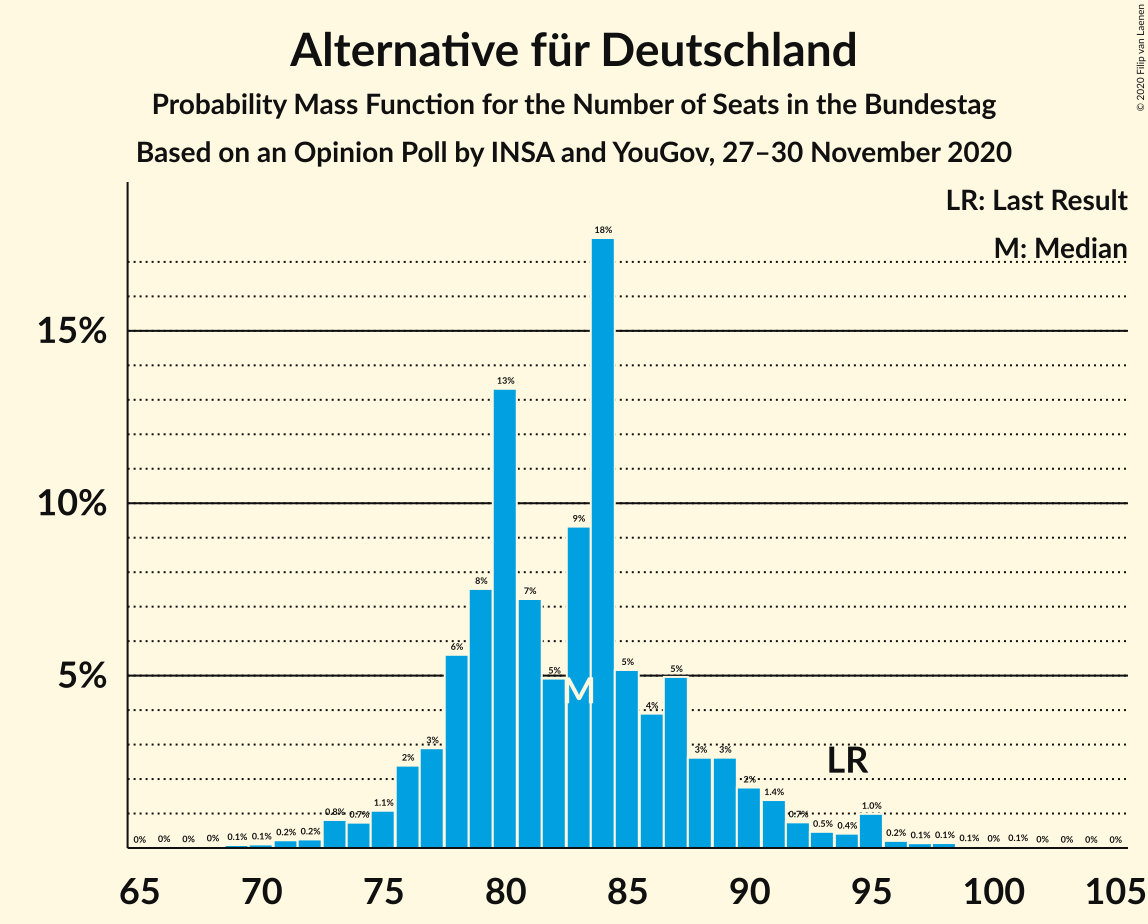 Alternative für Deutschland
Probability Mass Function for the Number of Seats in the Bundestag
Based on an Opinion Poll by INSA and YouGov, 27–30 November 2020
© 2020 Filip van Laenen
LR: Last Result
M: Median
15%
10%
5%
0% 0% 0% 0% 0.1% 0.1% 0.2% 0.2% 0.8% 0.7% 1.1% 2% 3% 6% 8% 13% 7% 5% 9% 18% 5% 4% 5% 3% 3% 2% 1.4% 0.7% 0.5% 0.4% 1.0% 0.2% 0.1% 0.1% 0.1% 0% 0.1% 0% 0% 0% 0%
M
LR
65 70 75 80 85 90 95 100 105